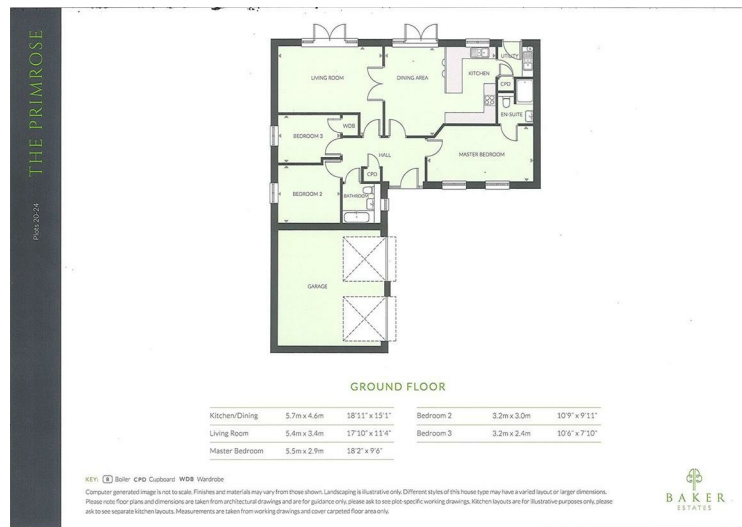 THE PRIMROSE
Plots 20-24
LIVING ROOM
DINING AREA
KITCHEN
UTILITY
CPD
EN-SUITE
WDB
BEDROOM 3
HALL
MASTER BEDROOM
CPD
BEDROOM 2
BATHROOM
GARAGE
GROUND FLOOR
Kitchen/Dining 5.7m x 4.6m 18'11" x 15'1"
Living Room 5.4m x 3.4m 17'10" x 11'4"
Master Bedroom 5.5m x 2.9m 18'2" x 9'6"
Bedroom 2 3.2m x 3.0m 10'9" x 9'11"
Bedroom 3 3.2m x 2.4m 10'6" x 7'10"
KEY: B Boiler CPD Cupboard WDB Wardrobe
Computer generated image is not to scale. Finishes and materials may vary from those shown. Landscaping is illustrative only. Different styles of this house type may have a varied layout or larger dimensions.
Please note floor plans and dimensions are taken from architectural drawings and are for guidance only, please ask to see plot-specific working drawings. Kitchen layouts are for illustrative purposes only, please
ask to see separate kitchen layouts. Measurements are taken from working drawings and cover carpeted floor area only.
BAKER
ESTATES